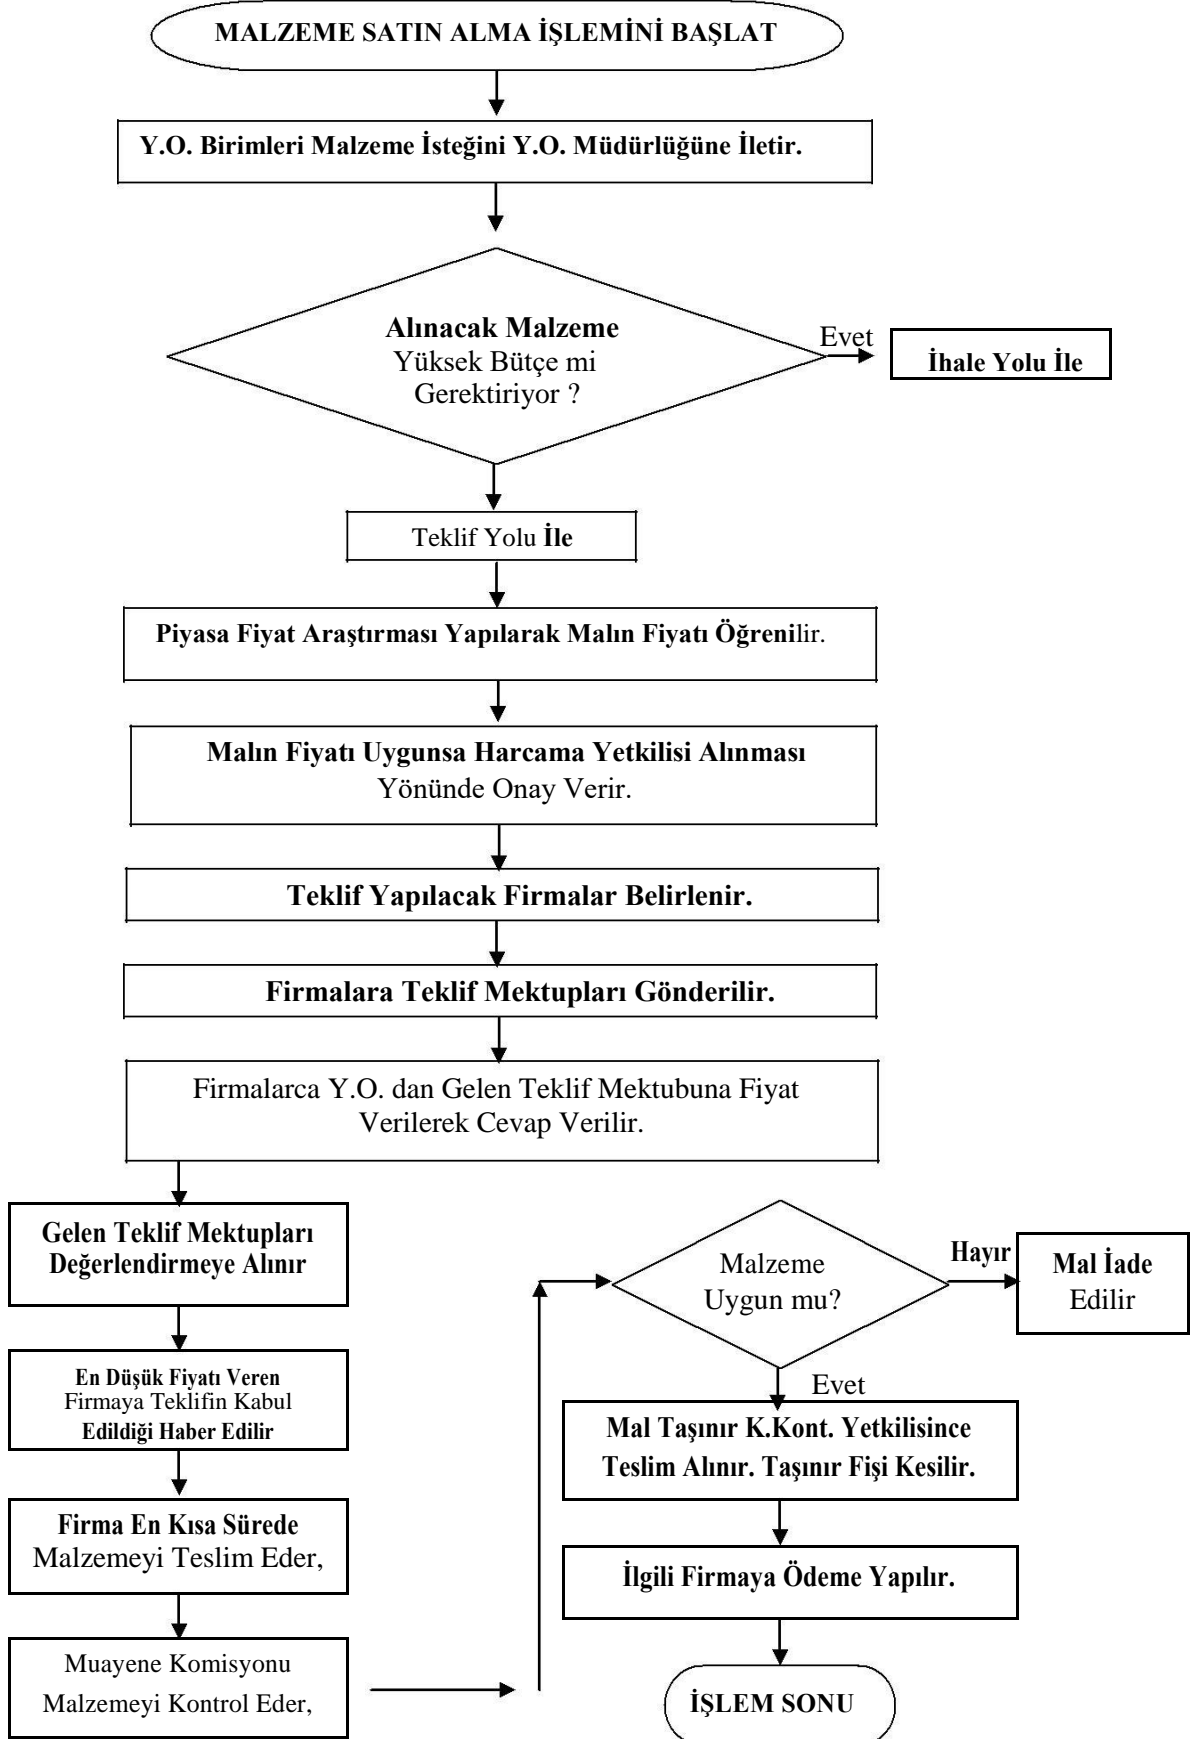 MALZEME SATIN ALMA İŞLEMİNİ BAŞLAT
Y.O. Birimleri Malzeme İsteğini Y.O. Müdürlüğüne İletir.
Alınacak Malzeme
Yüksek Bütçe mi
Gerektiriyor ?
Evet
İhale Yolu İle
Teklif Yolu İle
Piyasa Fiyat Araştırması Yapılarak Malın Fiyatı Öğrenilir.
Malın Fiyatı Uygunsa Harcama Yetkilisi Alınması
Yönünde Onay Verir.
Teklif Yapılacak Firmalar Belirlenir.
Firmalara Teklif Mektupları Gönderilir.
Firmalarca Y.O. dan Gelen Teklif Mektubuna Fiyat
Verilerek Cevap Verilir.
Gelen Teklif Mektupları
Değerlendirmeye Alınır
En Düşük Fiyatı Veren
Firmaya Teklifin Kabul
Edildiği Haber Edilir
Firma En Kısa Sürede
Malzemeyi Teslim Eder,
Muayene Komisyonu
Malzemeyi Kontrol Eder,
Malzeme
Uygun mu?
Hayır
Mal İade
Edilir
Evet
Mal Taşınır K.Kont. Yetkilisince
Teslim Alınır. Taşınır Fişi Kesilir.
İlgili Firmaya Ödeme Yapılır.
İŞLEM SONU